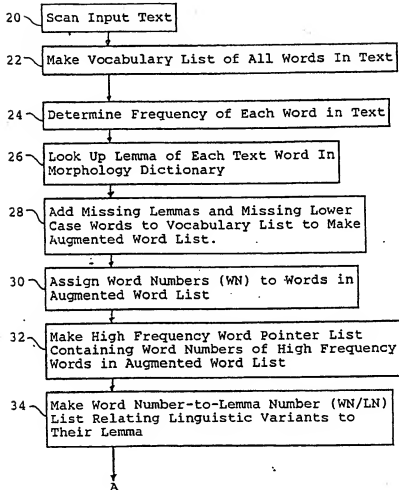 20 Scan Input Text
22 Make Vocabulary List of All Words In Text
24 Determine Frequency of Each Word in Text
26 Look Up Lemma of Each Text Word In
Morphology Dictionary
28 Add Missing Lemmas and Missing Lower
Case Words to Vocabulary List to Make
Augmented Word List.
30 Assign Word Numbers (WN) to Words in
Augmented Word List
32 Make High Frequency Word Pointer List
Containing Word Numbers of High Frequency
Words in Augmented Word List
34 Make Word Number-to-Lemma Number (WN/LN)
List Relating Linguistic Variants to
Their Lemma
A